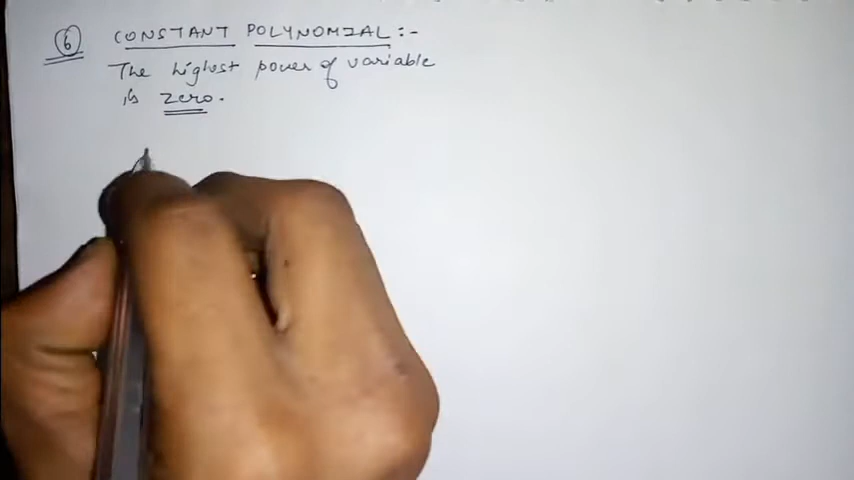 6 CONSTANT POLYNOMIAL :-
The highest power of variable
is zero.